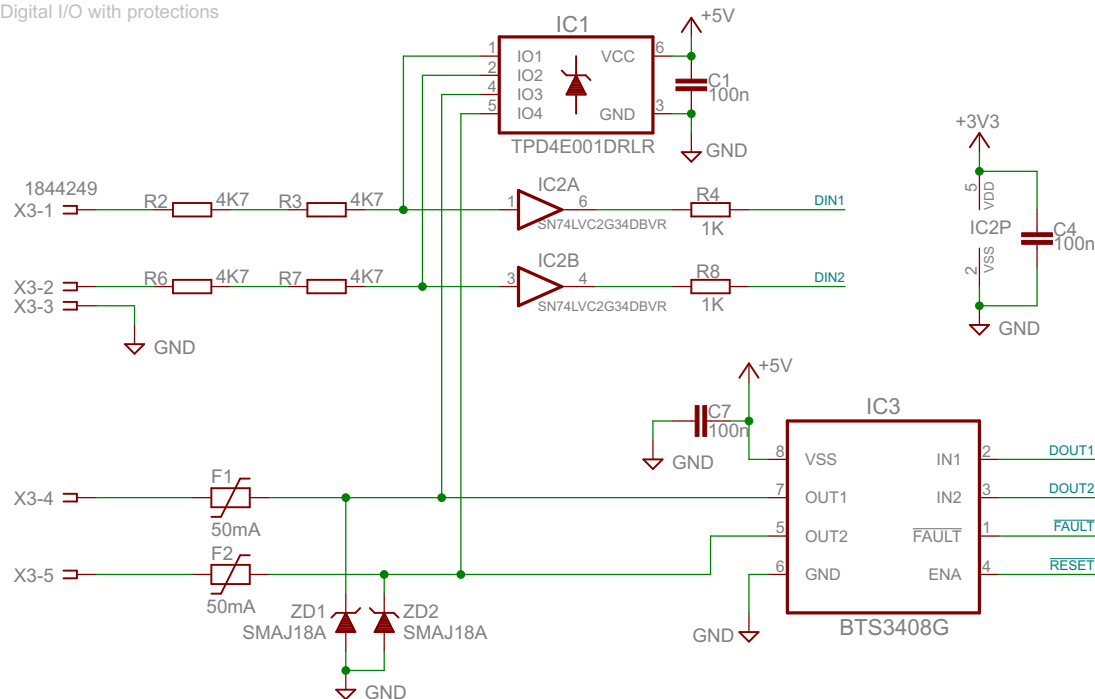 Digital I/O with protections
IC1
+5V
1
IO1
VCC
6
2
IO2
4
IO3
5
IO4
GND
3
C1
100n
TPD4E001DRLR
GND
+3V3
1844249
X3-1
R2
4K7
R3
4K7
1
IC2A
6
SN74LVC2G34DBVR
R4
1K
DIN1
5
VDD
IC2P
2
VSS
C4
100n
GND
X3-2
R6
4K7
R7
4K7
3
IC2B
4
SN74LVC2G34DBVR
R8
1K
DIN2
X3-3
GND
+5V
C7
100n
GND
IC3
8
VSS
IN1
2
DOUT1
7
OUT1
IN2
3
DOUT2
5
OUT2
FAULT
1
FAULT
6
GND
ENA
4
RESET
GND
BTS3408G
X3-4
F1
50mA
X3-5
F2
50mA
ZD1
SMAJ18A
ZD2
SMAJ18A
GND